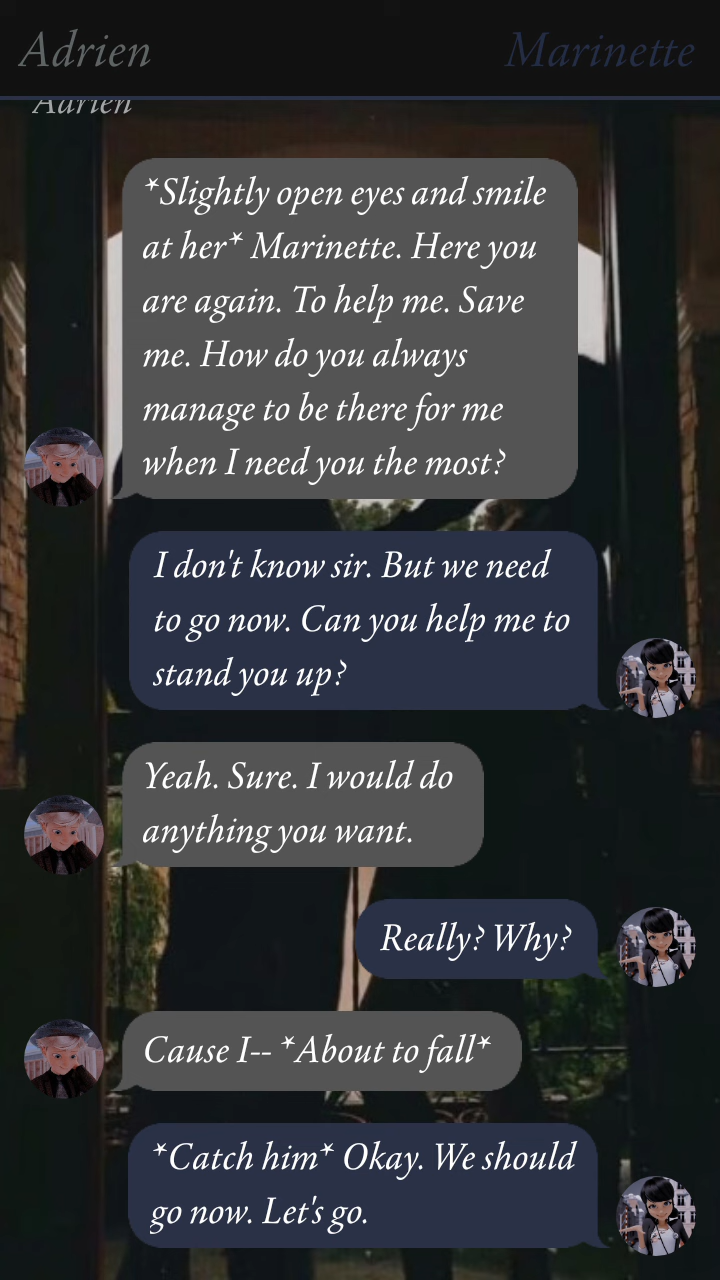 Adrien
Marinette
Adrien
*Slightly open eyes and smile
at her* Marinette. Here you
are again. To help me. Save
me. How do you always
manage to be there for me
when I need you the most?
I don't know sir. But we need
to go now. Can you help me to
stand you up?
Yeah. Sure. I would do
anything you want.
Really? Why?
Cause I-- *About to fall*
*Catch him* Okay. We should
go now. Let's go.